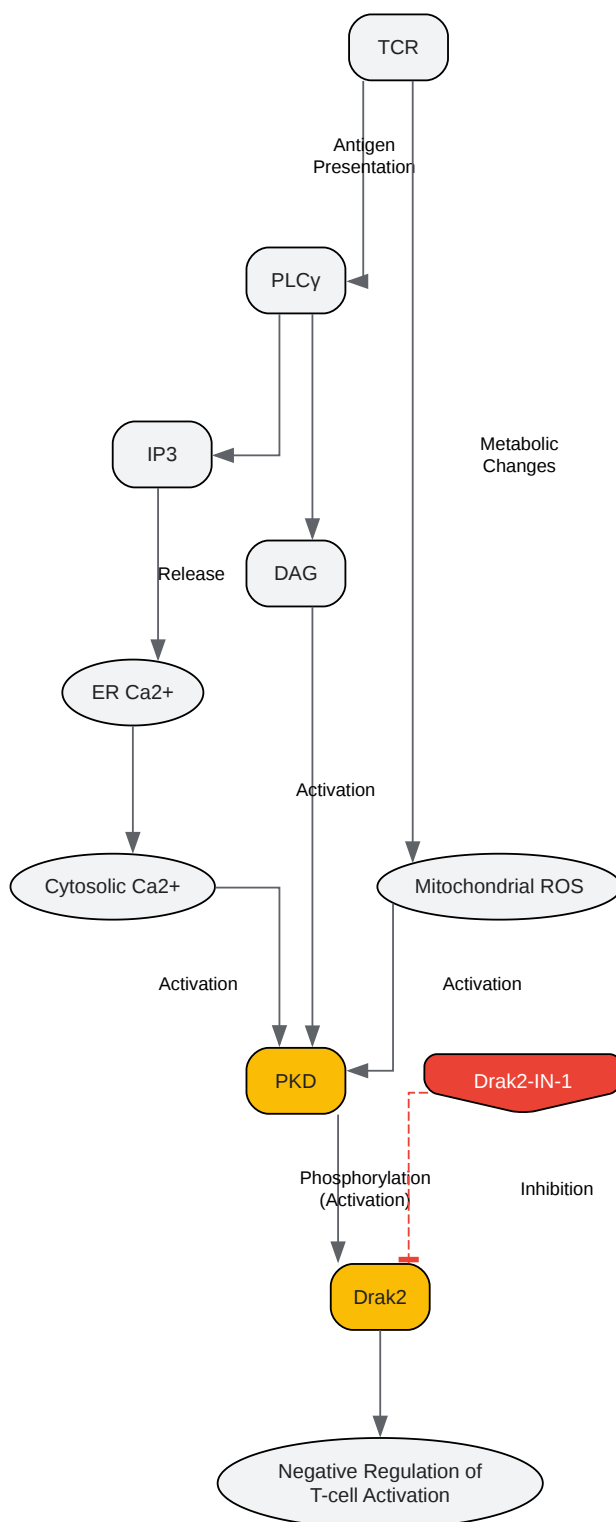 TCR
Antigen
Presentation
PLCγ
IP3
Metabolic
Changes
Release
DAG
ER Ca2+
Activation
Cytosolic Ca2+
Mitochondrial ROS
Activation
Activation
PKD
Drak2-IN-1
Phosphorylation
(Activation)
Inhibition
Drak2
Negative Regulation of
T-cell Activation